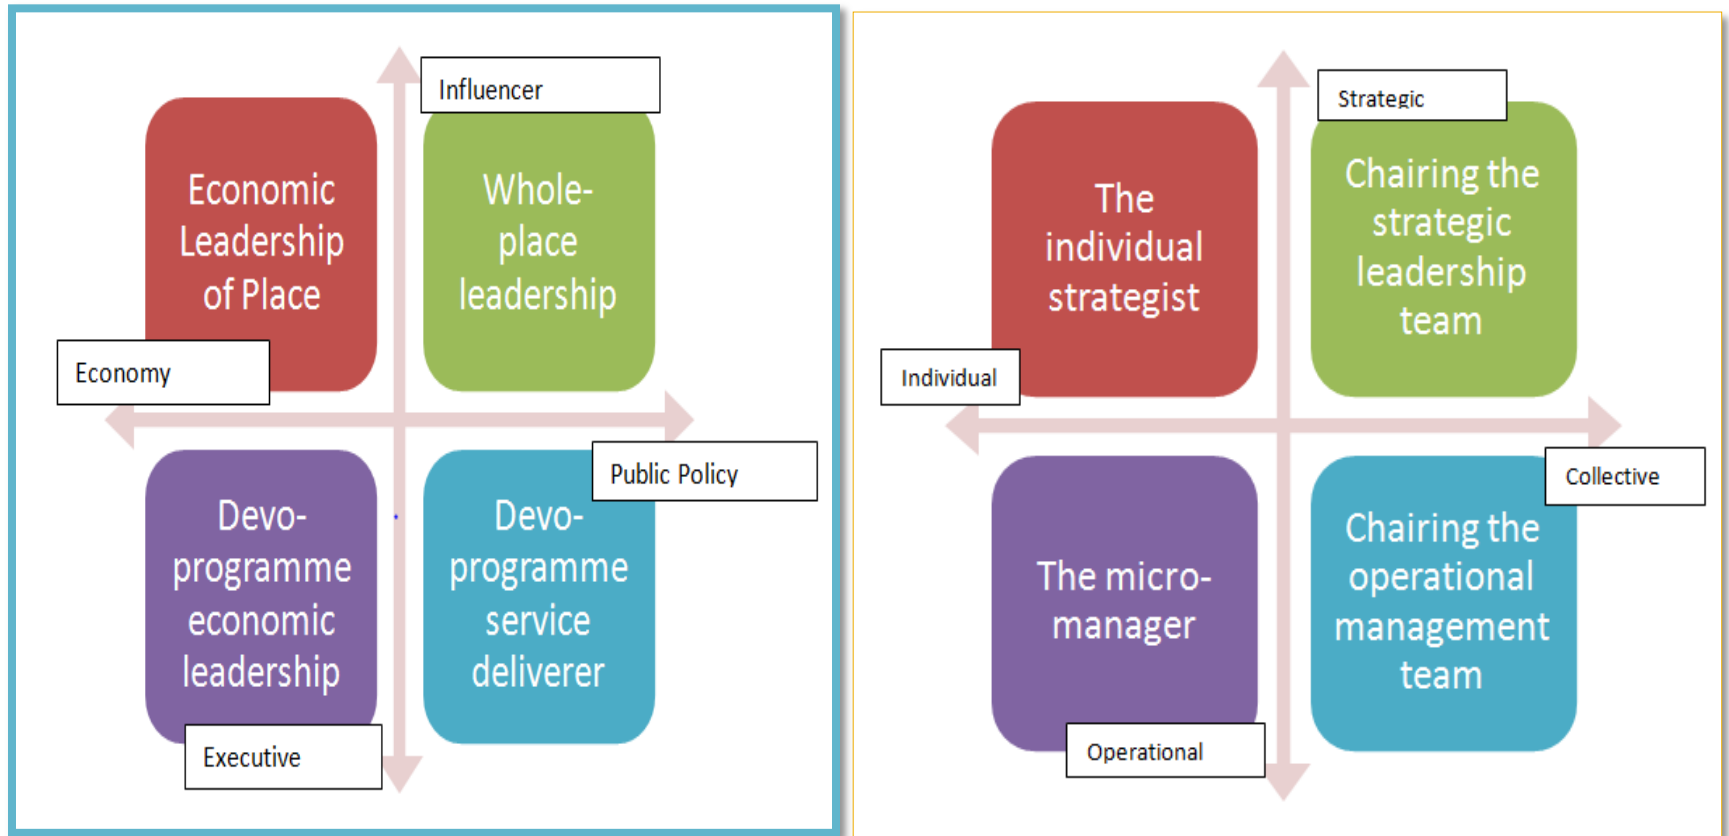 Influencer
Economic
Leadership
of Place
Whole-
place
leadership
Economy
Public Policy
Devo-
programme
economic
leadership
Devo-
programme
service
deliverer
Executive
Strategic
The
individual
strategist
Chairing the
strategic
leadership
team
Individual
Collective
The micro-
manager
Chairing the
operational
management
team
Operational